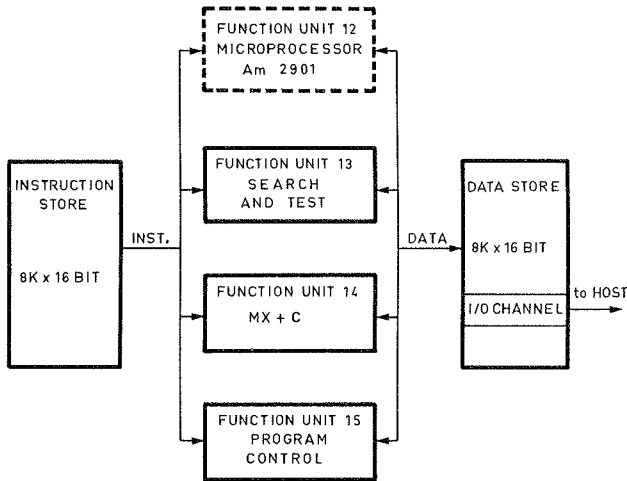 FUNCTION UNIT 12
MICROPROCESSOR
Am 2901
INSTRUCTION
STORE
8K x 16 BIT
INST.
FUNCTION UNIT 13
SEARCH
AND TEST
FUNCTION UNIT 14
MX + C
FUNCTION UNIT 15
PROGRAM
CONTROL
DATA
DATA STORE
8K x 16 BIT
I/O CHANNEL
to HOST